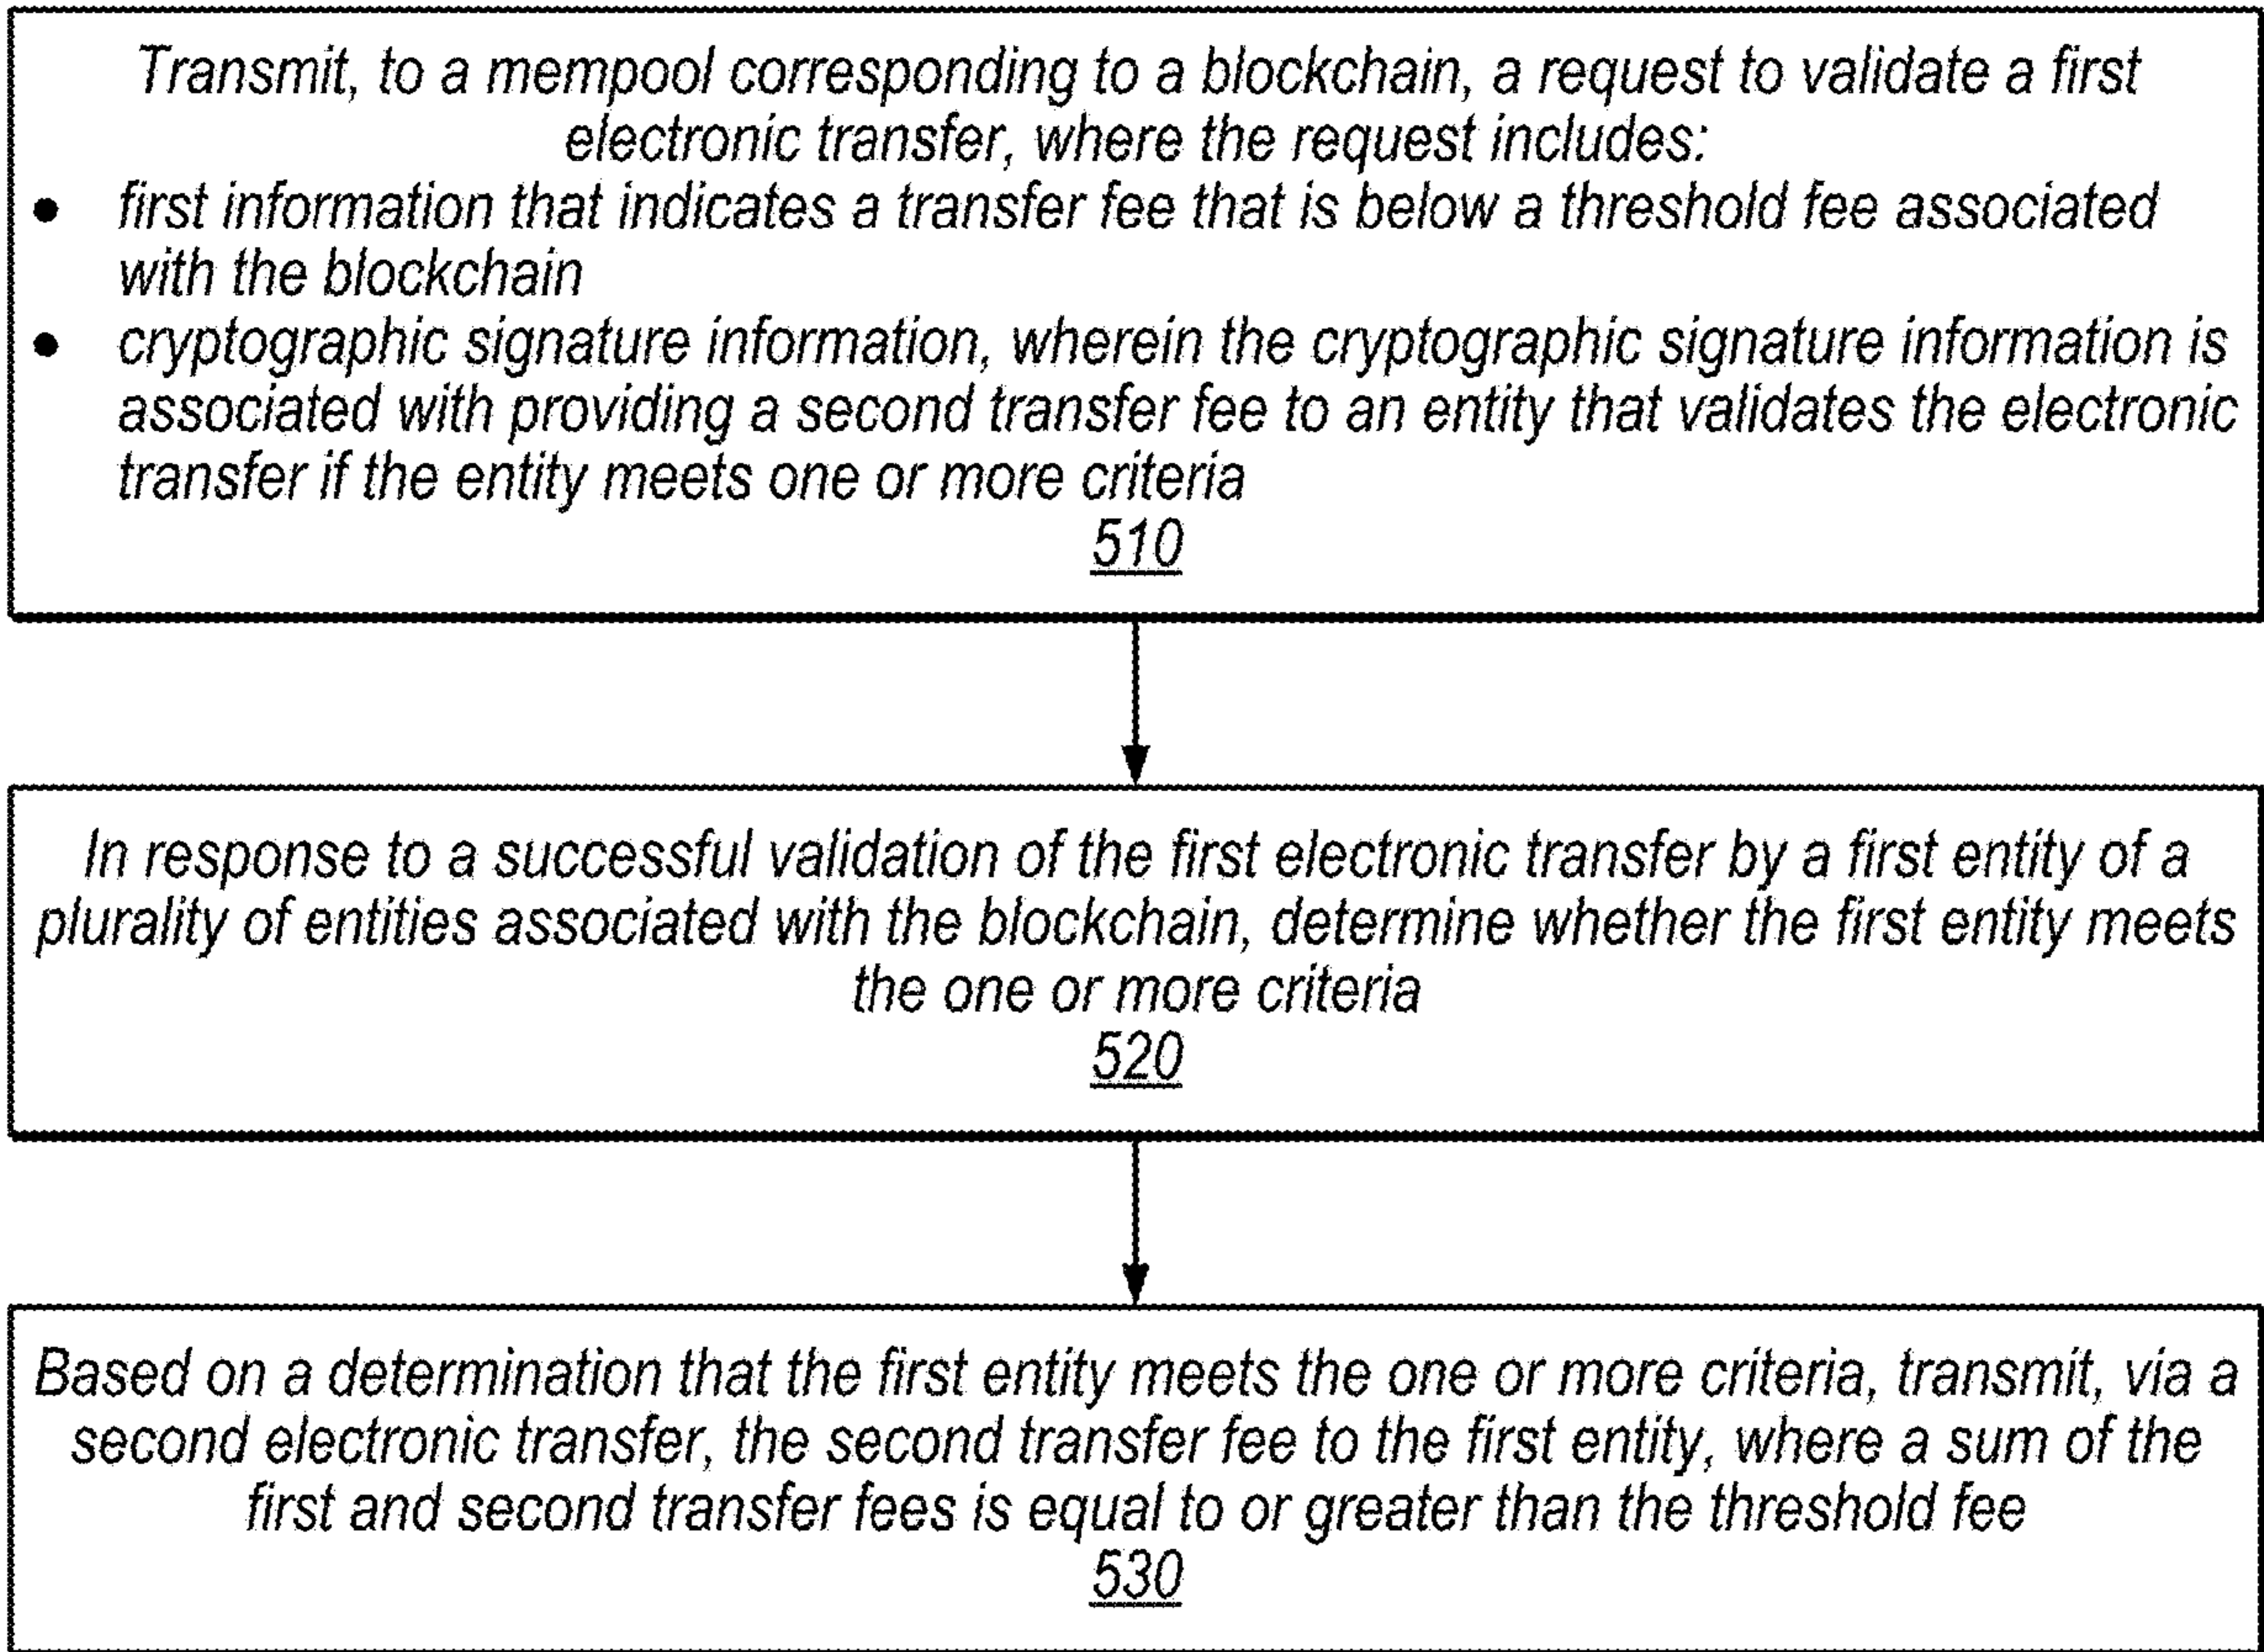 Transmit, to a mempool corresponding to a blockchain, a request to validate a first
electronic transfer, where the request includes:
• first information that indicates a transfer fee that is below a threshold fee associated
with the blockchain
• cryptographic signature information, wherein the cryptographic signature information is
associated with providing a second transfer fee to an entity that validates the electronic
transfer if the entity meets one or more criteria
510
In response to a successful validation of the first electronic transfer by a first entity of a
plurality of entities associated with the blockchain, determine whether the first entity meets
the one or more criteria
520
Based on a determination that the first entity meets the one or more criteria, transmit, via a
second electronic transfer, the second transfer fee to the first entity, where a sum of the
first and second transfer fees is equal to or greater than the threshold fee
530